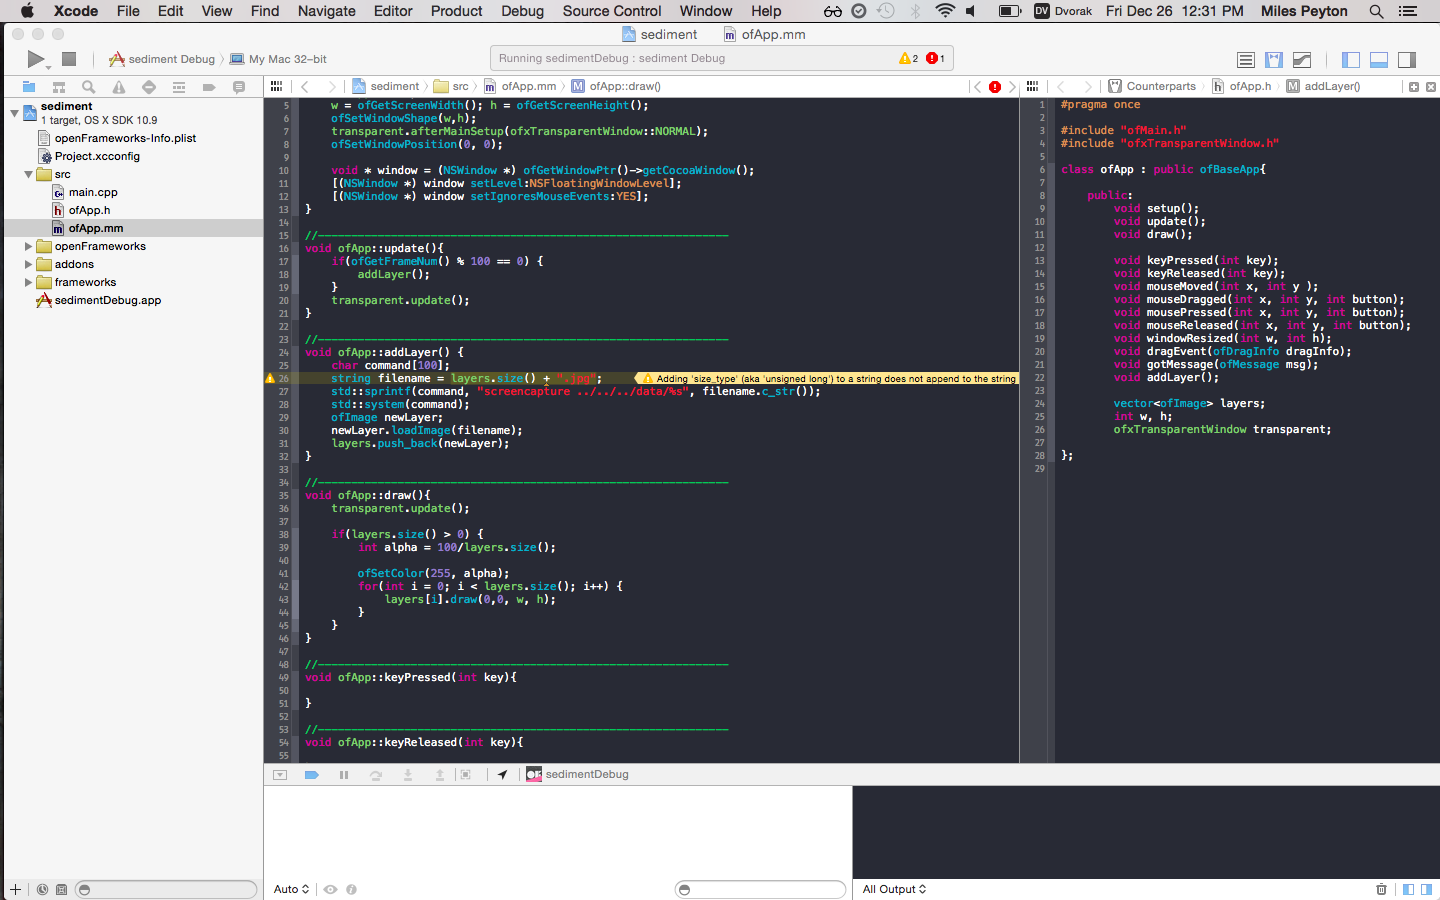 Xcode File Edit View Find Navigate Editor Product Debug Source Control Window Help DV Dvorak Fri Dec 26 12:31 PM Miles Peyton
sediment ofApp.mm
sediment Debug My Mac 32-bit Running sedimentDebug : sediment Debug 2 1
sediment src ofApp.mm M ofApp::draw() Counterparts h ofApp.h M addLayer()
sediment
1 target, OS X SDK 10.9
openFrameworks-Info.plist
Project.xcconfig
src
main.cpp
h ofApp.h
m ofApp.mm
openFrameworks
addons
frameworks
sedimentDebug.app
5 w = ofGetScreenWidth(); h = ofGetScreenHeight();
6 ofSetWindowShape(w,h);
7 transparent.afterMainSetup(ofxTransparentWindow::NORMAL);
8 ofSetWindowPosition(0, 0);
9
10 void * window = (NSWindow *) ofGetWindowPtr()->getCocoaWindow();
11 [(NSWindow *) window setLevel:NSFloatingWindowLevel];
12 [(NSWindow *) window setIgnoresMouseEvents:YES];
13 }
14
15 //--------------------------------------------------------------
16 void ofApp::update(){
17 if(ofGetFrameNum() % 100 == 0) {
18 addLayer();
19 }
20 transparent.update();
21 }
22
23 //--------------------------------------------------------------
24 void ofApp::addLayer() {
25 char command[100];
26 string filename = layers.size() + ".jpg"; Adding 'size_type' (aka 'unsigned long') to a string does not append to the string
27 std::sprintf(command, "screencapture ../../../data/%s", filename.c_str());
28 std::system(command);
29 ofImage newLayer;
30 newLayer.loadImage(filename);
31 layers.push_back(newLayer);
32 }
33
34 //--------------------------------------------------------------
35 void ofApp::draw(){
36 transparent.update();
37
38 if(layers.size() > 0) {
39 int alpha = 100/layers.size();
40
41 ofSetColor(255, alpha);
42 for(int i = 0; i < layers.size(); i++) {
43 layers[i].draw(0,0, w, h);
44 }
45 }
46 }
47
48 //--------------------------------------------------------------
49 void ofApp::keyPressed(int key){
50
51 }
52
53 //--------------------------------------------------------------
54 void ofApp::keyReleased(int key){
55
1 #pragma once
2
3 #include "ofMain.h"
4 #include "ofxTransparentWindow.h"
5
6 class ofApp : public ofBaseApp{
7
8 public:
9 void setup();
10 void update();
11 void draw();
12
13 void keyPressed(int key);
14 void keyReleased(int key);
15 void mouseMoved(int x, int y );
16 void mouseDragged(int x, int y, int button);
17 void mousePressed(int x, int y, int button);
18 void mouseReleased(int x, int y, int button);
19 void windowResized(int w, int h);
20 void dragEvent(ofDragInfo dragInfo);
21 void gotMessage(ofMessage msg);
22 void addLayer();
23
24 vector<ofImage> layers;
25 int w, h;
26 ofxTransparentWindow transparent;
27
28 };
29
sedimentDebug
Auto All Output